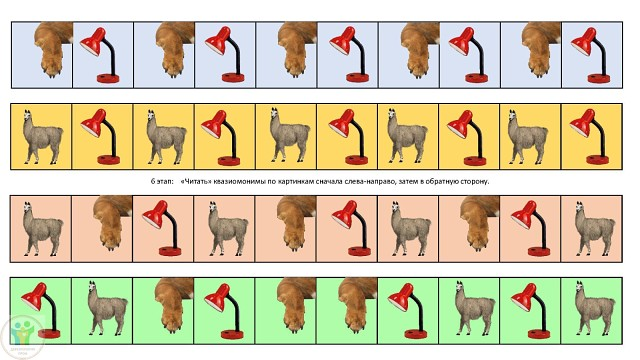 6 этап: «Читать» квазиомонимы по картинкам сначала слева-направо, затем в обратную сторону.